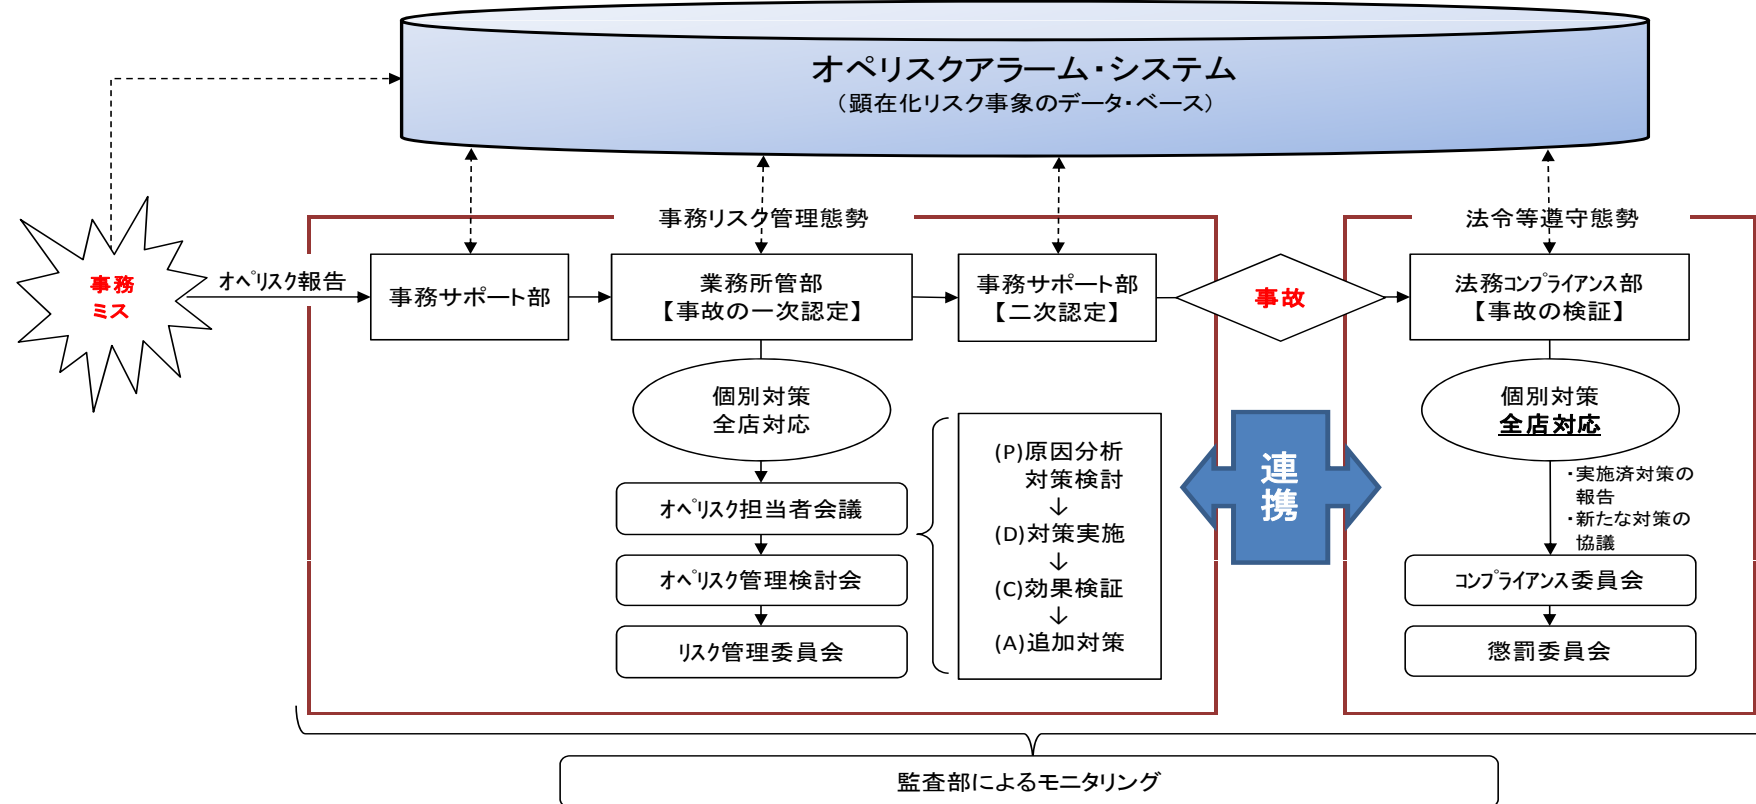 オペリスクアラーム・システム
（顕在化リスク事象のデータ・ベース）
事務リスク管理態勢
法令等遵守態勢
事務
ミス
オペリスク報告
事務サポート部
業務所管部
【事故の一次認定】
事務サポート部
【二次認定】
事故
法務コンプライアンス部
【事故の検証】
個別対策
全店対応
オペリスク担当者会議
オペリスク管理検討会
リスク管理委員会
(P)原因分析
対策検討
↓
(D)対策実施
↓
(C)効果検証
↓
(A)追加対策
連
携
個別対策
全店対応
・実施済対策の
報告
・新たな対策の
協議
コンプライアンス委員会
懲罰委員会
監査部によるモニタリング